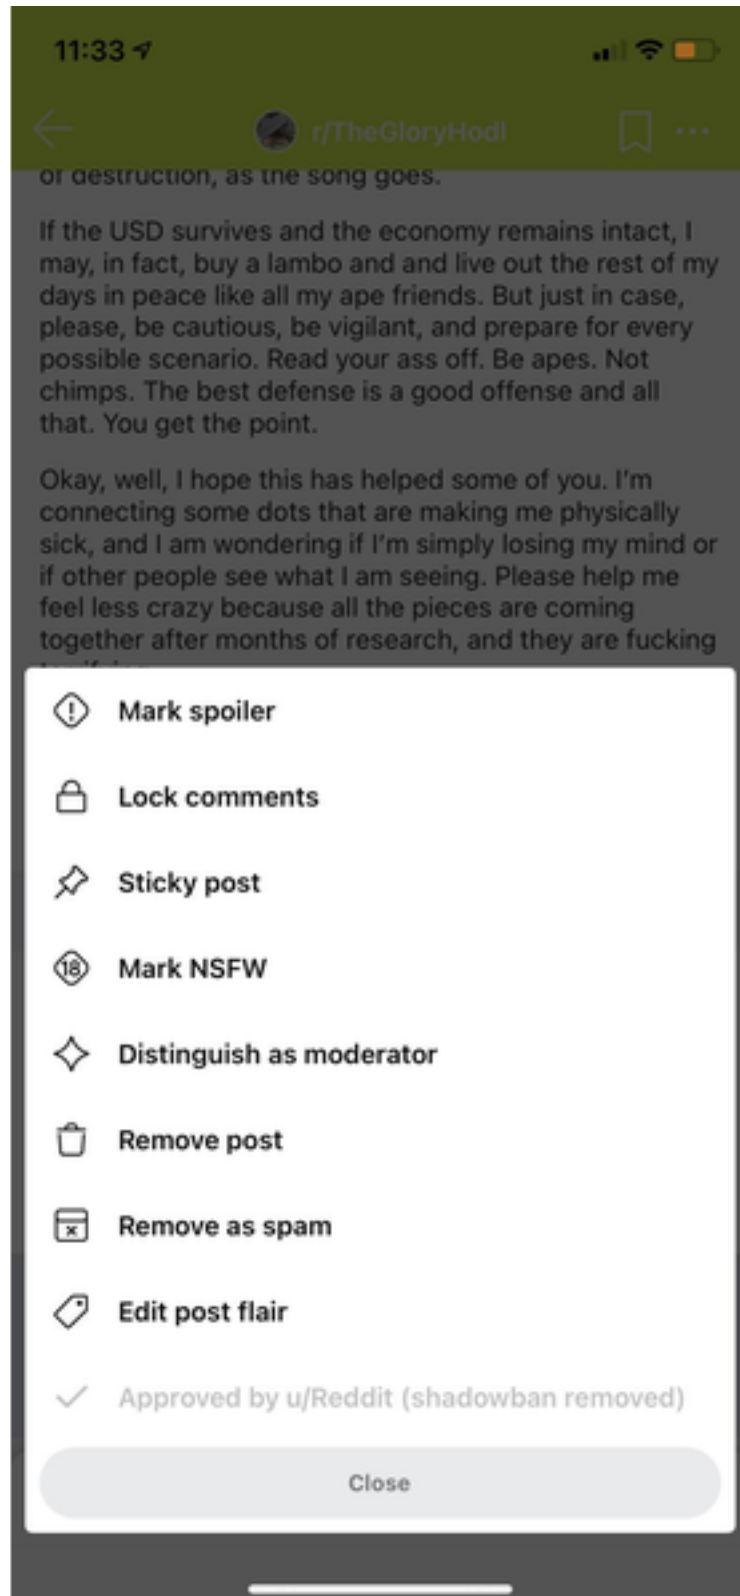 11:33
r/TheGloryHodl
of destruction, as the song goes.
If the USD survives and the economy remains intact, I
may, in fact, buy a lambo and and live out the rest of my
days in peace like all my ape friends. But just in case,
please, be cautious, be vigilant, and prepare for every
possible scenario. Read your ass off. Be apes. Not
chimps. The best defense is a good offense and all
that. You get the point.
Okay, well, I hope this has helped some of you. I'm
connecting some dots that are making me physically
sick, and I am wondering if I'm simply losing my mind or
if other people see what I am seeing. Please help me
feel less crazy because all the pieces are coming
together after months of research, and they are fucking
Mark spoiler
Lock comments
Sticky post
18 Mark NSFW
Distinguish as moderator
Remove post
Remove as spam
Edit post flair
Approved by u/Reddit (shadowban removed)
Close